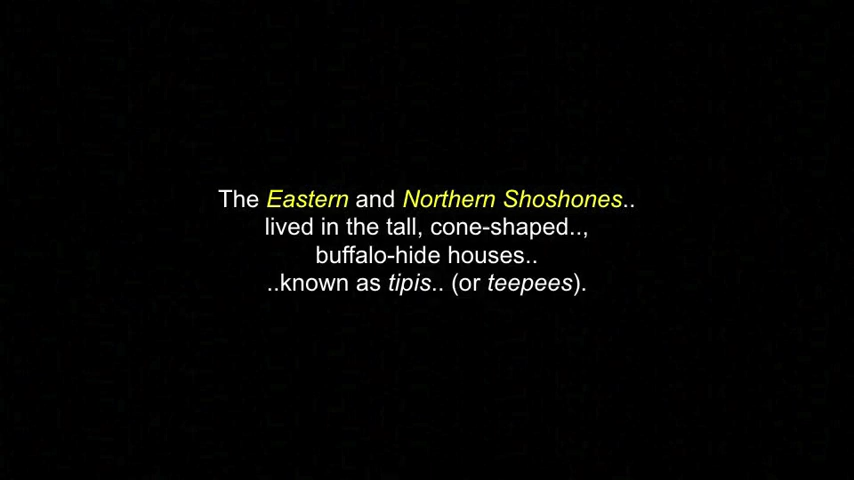 The Eastern and Northern Shoshones..
lived in the tall, cone-shaped..,
buffalo-hide houses..
..known as tipis.. (or teepees).